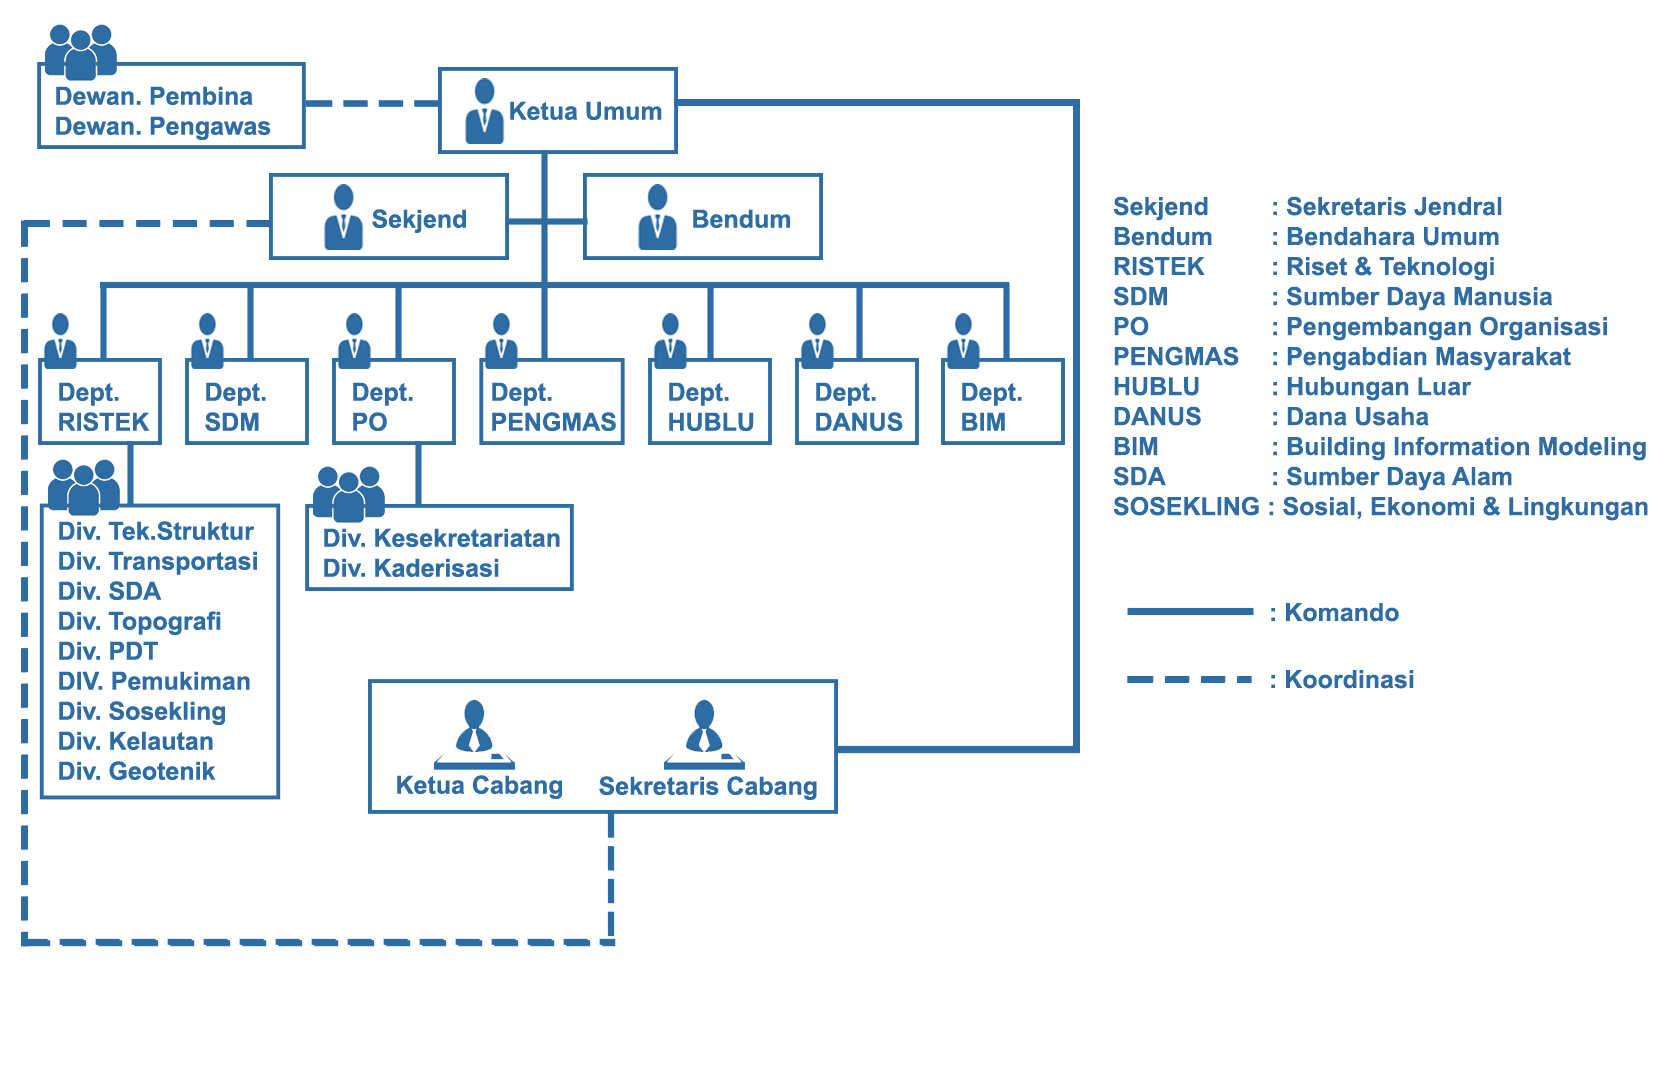 Dewan. Pembina
Dewan. Pengawas
Ketua Umum
Sekjend
Bendum
Dept.
RISTEK
Dept.
SDM
Dept.
PO
Dept.
PENGMAS
Dept.
HUBLU
Dept.
DANUS
Dept.
BIM
Div. Tek.Struktur
Div. Transportasi
Div. SDA
Div. Topografi
Div. PDT
DIV. Pemukiman
Div. Sosekling
Div. Kelautan
Div. Geotenik
Div. Kesekretariatan
Div. Kaderisasi
Ketua Cabang
Sekretaris Cabang
Sekjend : Sekretaris Jendral
Bendum : Bendahara Umum
RISTEK : Riset & Teknologi
SDM : Sumber Daya Manusia
PO : Pengembangan Organisasi
PENGMAS : Pengabdian Masyarakat
HUBLU : Hubungan Luar
DANUS : Dana Usaha
BIM : Building Information Modeling
SDA : Sumber Daya Alam
SOSEKLING : Sosial, Ekonomi & Lingkungan
: Komando
: Koordinasi